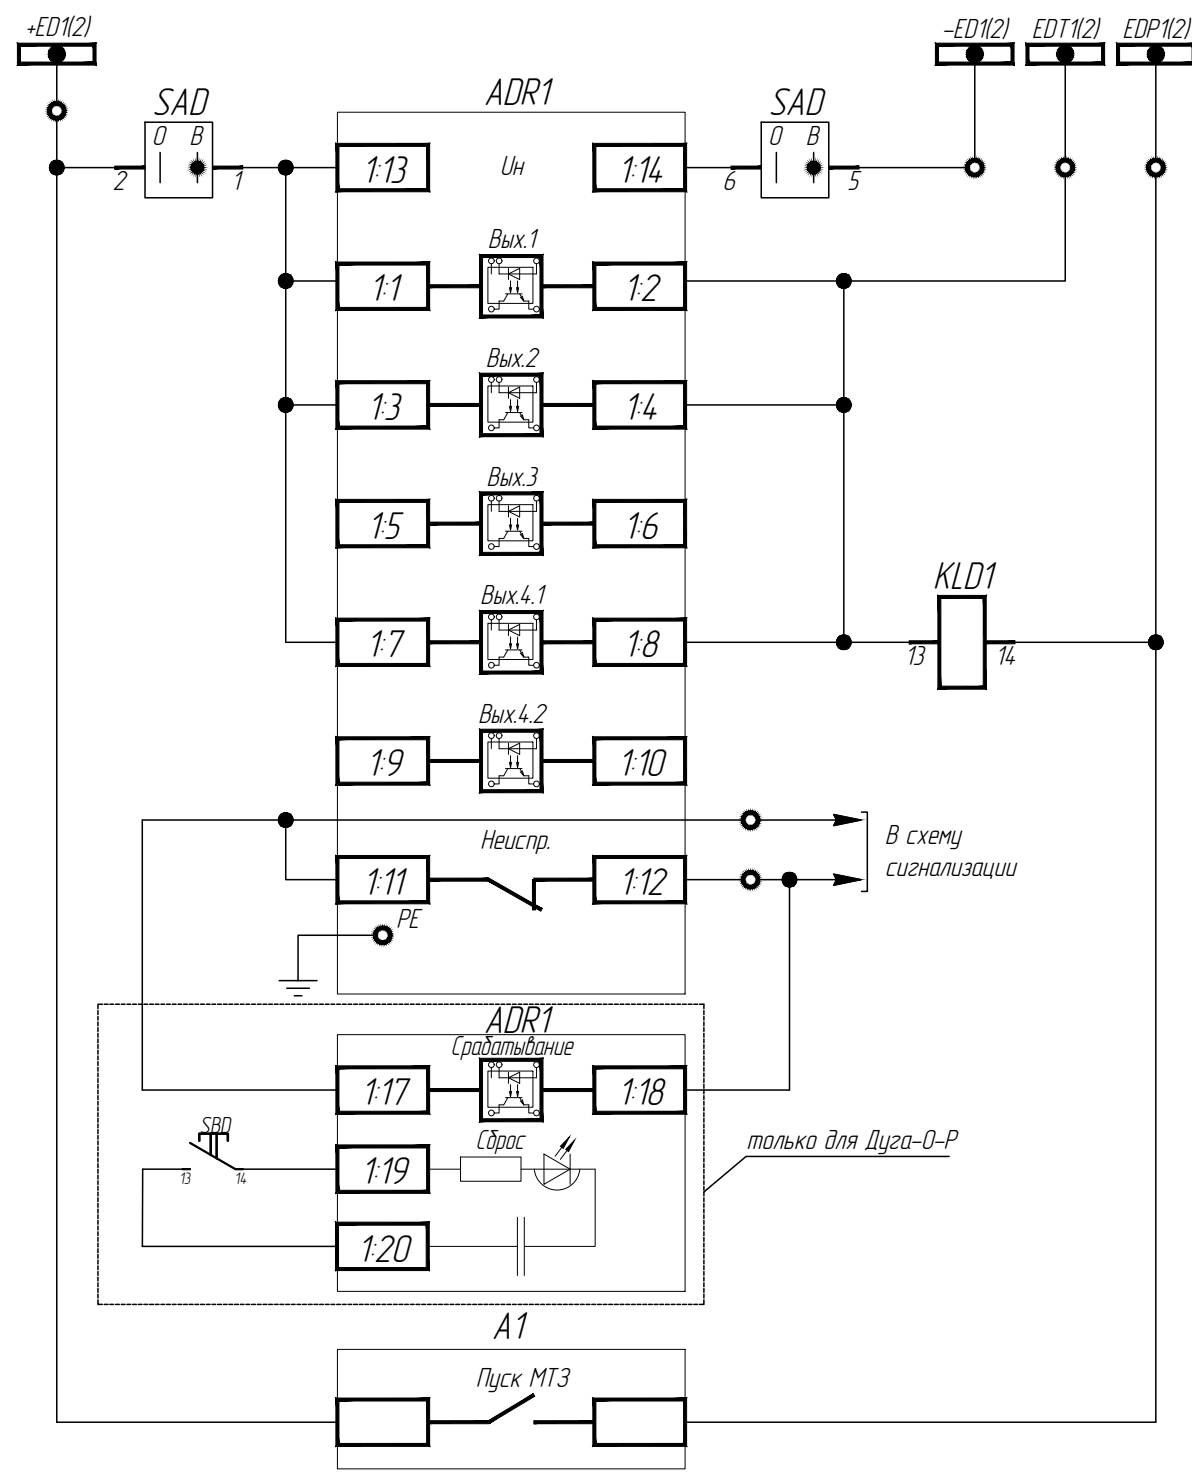 +ED1(2)
-ED1(2) EDT1(2) EDP1(2)
SAD
ADR1
SAD
О В
О В
2
1
1:13
Uн
1:14
6
5
Вых.1
1:1
1:2
Вых.2
1:3
1:4
Вых.3
1:5
1:6
Вых.4.1
KLD1
1:7
1:8
13
14
Вых.4.2
1:9
1:10
Неиспр.
В схему
сигнализации
1:11
1:12
PE
ADR1
Срабатывание
1:17
1:18
SBD
Сброс
только для Дуга-О-Р
13
14
1:19
1:20
А1
Пуск МТЗ